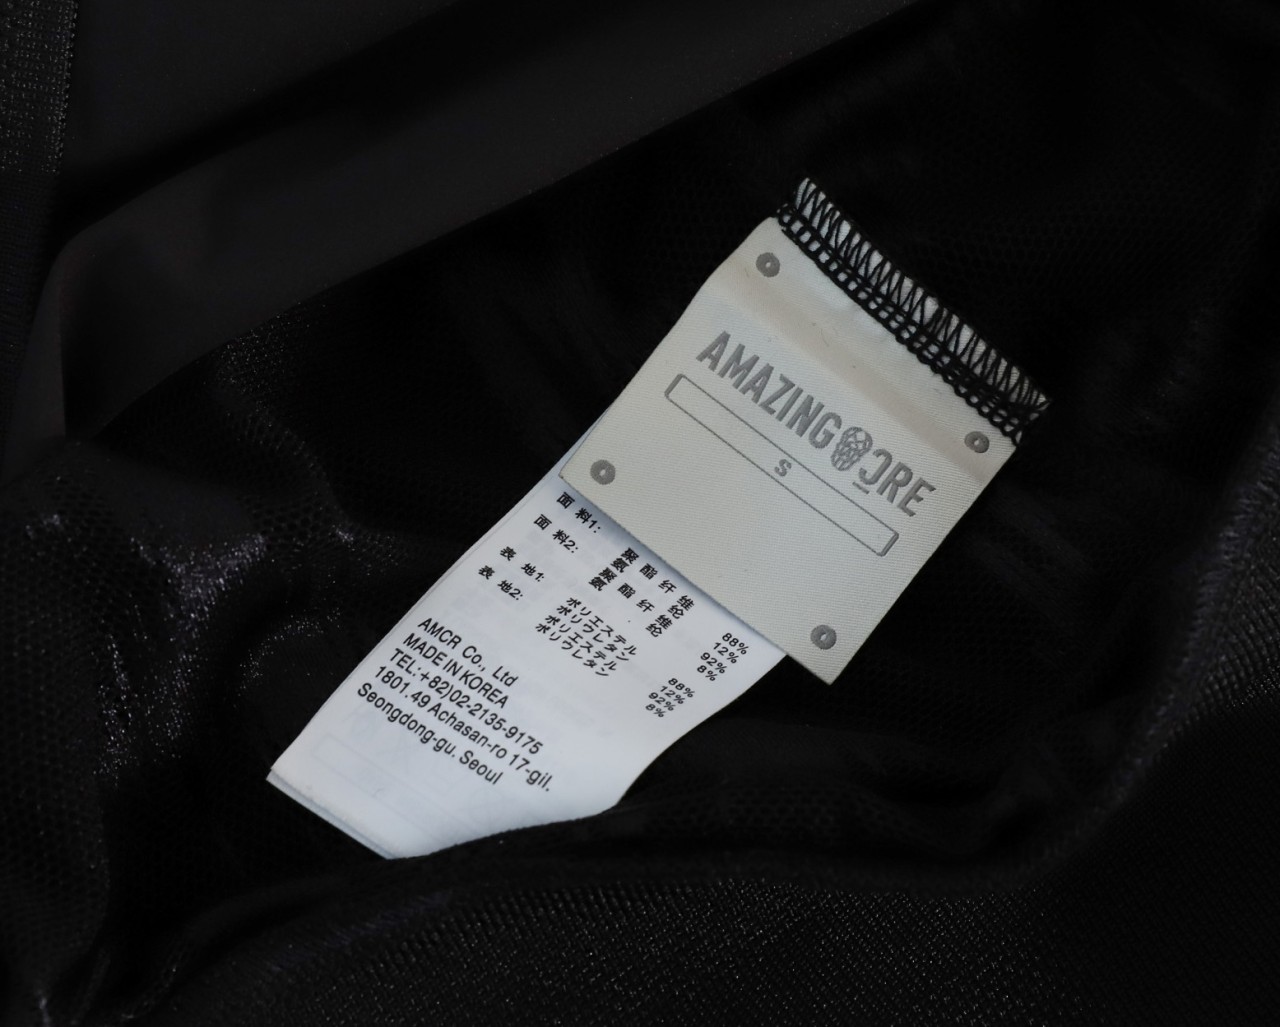 AMAZINGCORE
S
面 料1: 聚 酯 纤 维 88%
氨 纶 12%
面 料2: 聚 酯 纤 维 92%
氨 纶 8%
表 地1: ポリエステル 88%
ポリウレタン 12%
表 地2: ポリエステル 92%
ポリウレタン 8%
AMCR Co., Ltd
MADE IN KOREA
TEL:+82)02-2135-9175
1801, 49 Achasan-ro 17-gil,
Seongdong-gu. Seoul